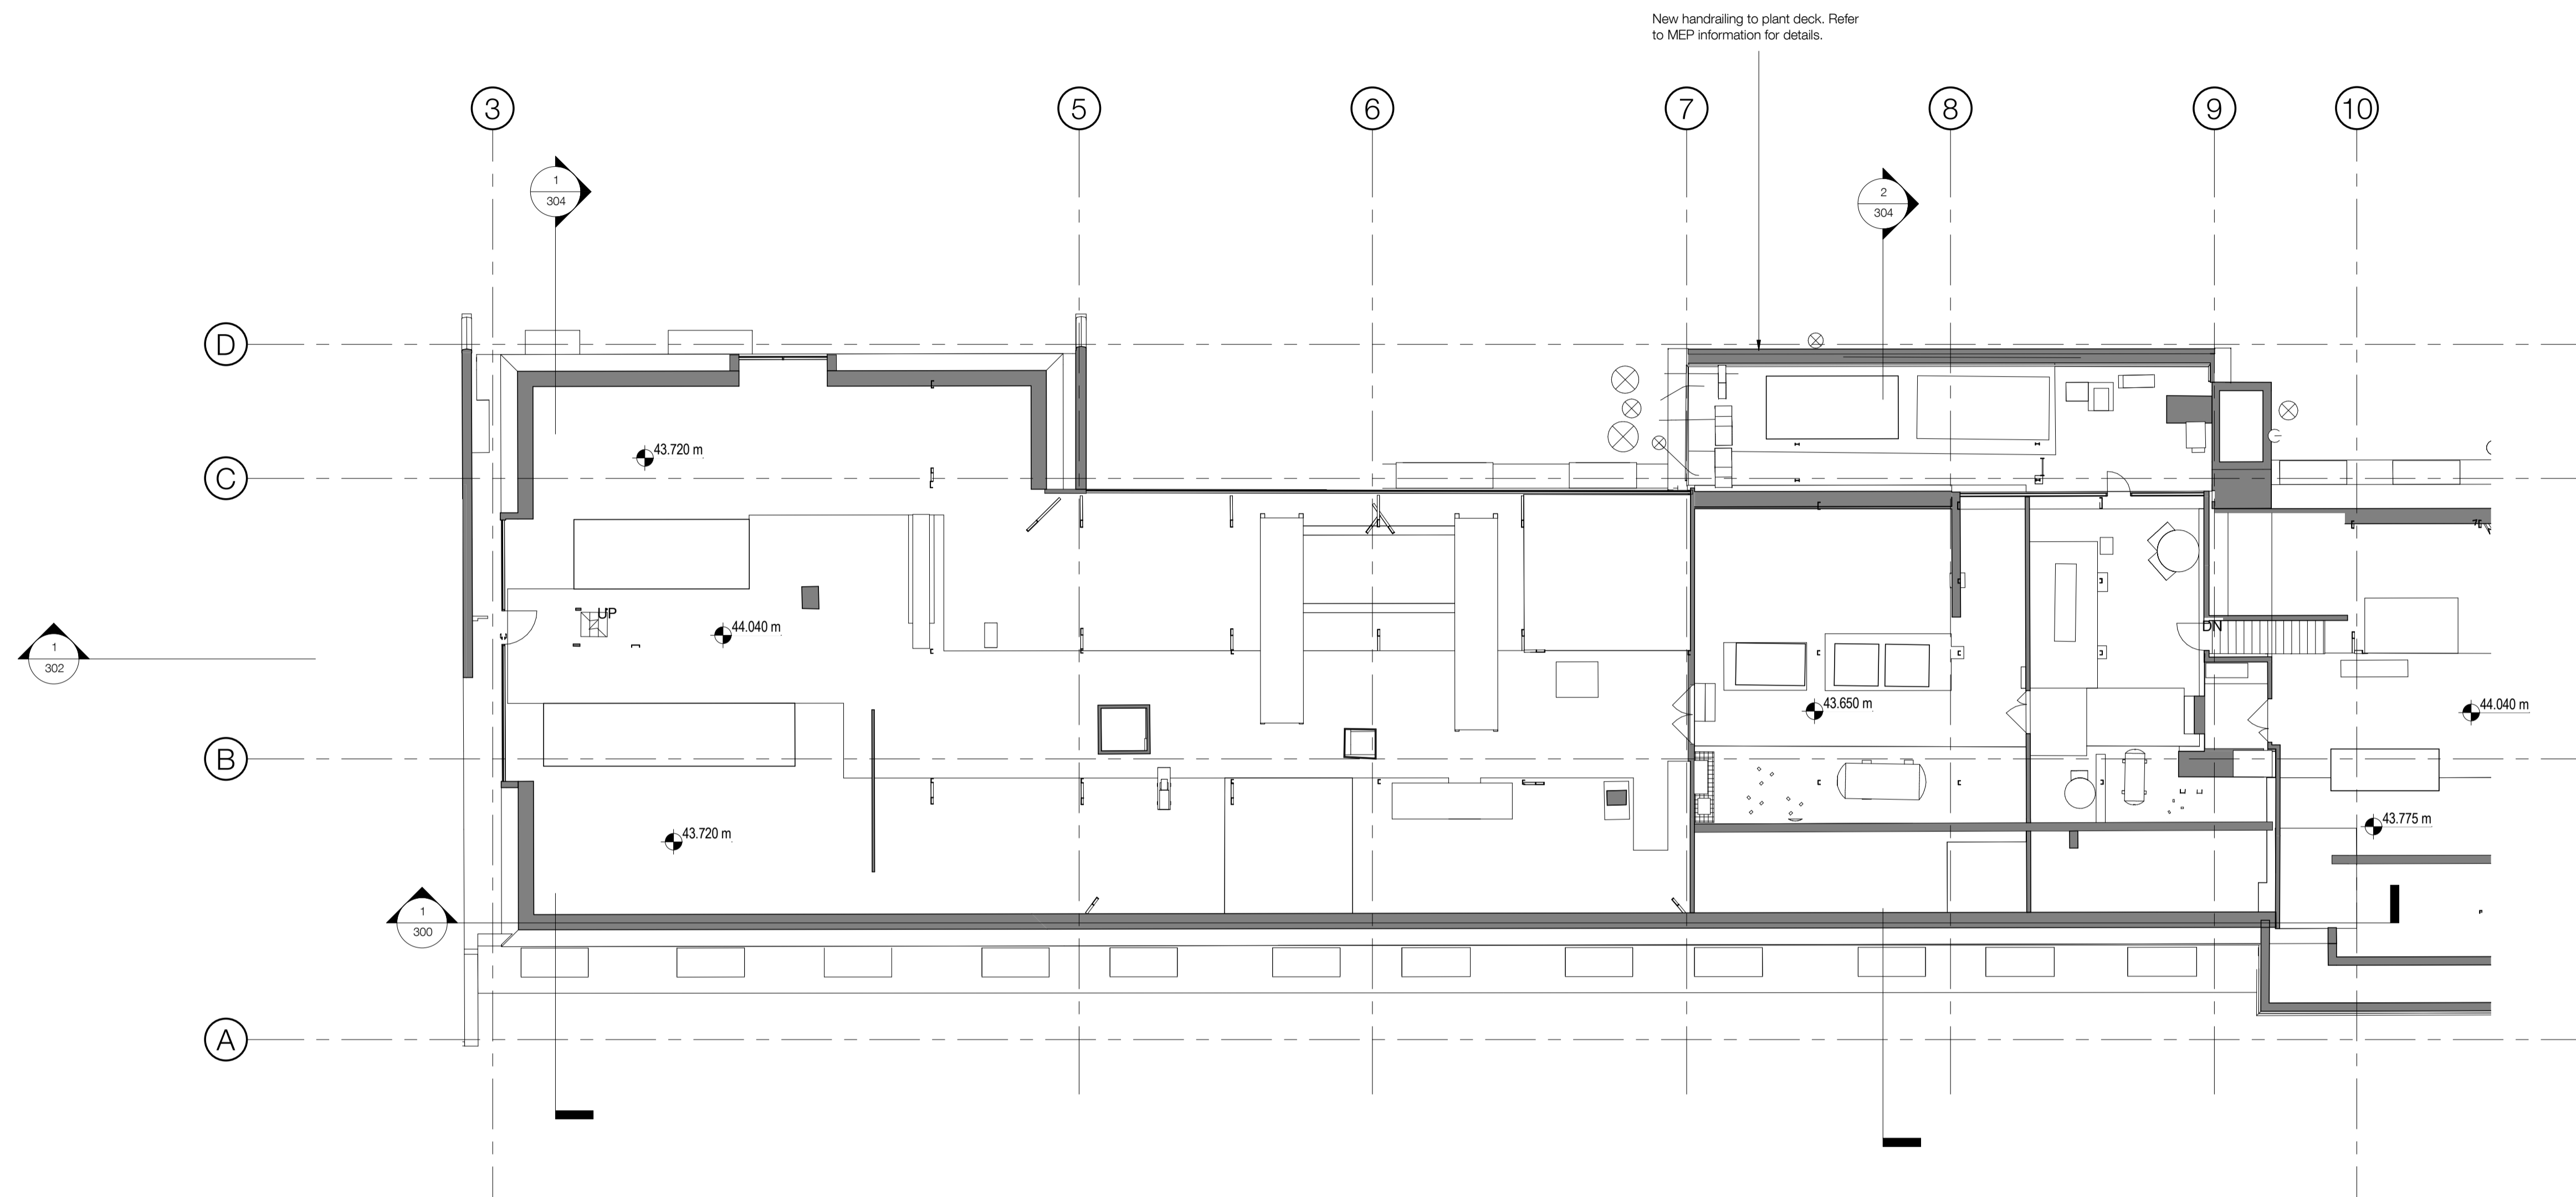 New handrailing to plant deck. Refer
to MEP information for details.
3
5
6
7
8
9
10
1
304
2
304
D
C
43.720 m
UP
44.040 m
DN
1
302
43.650 m
44.040 m
B
43.775 m
43.720 m
1
300
A